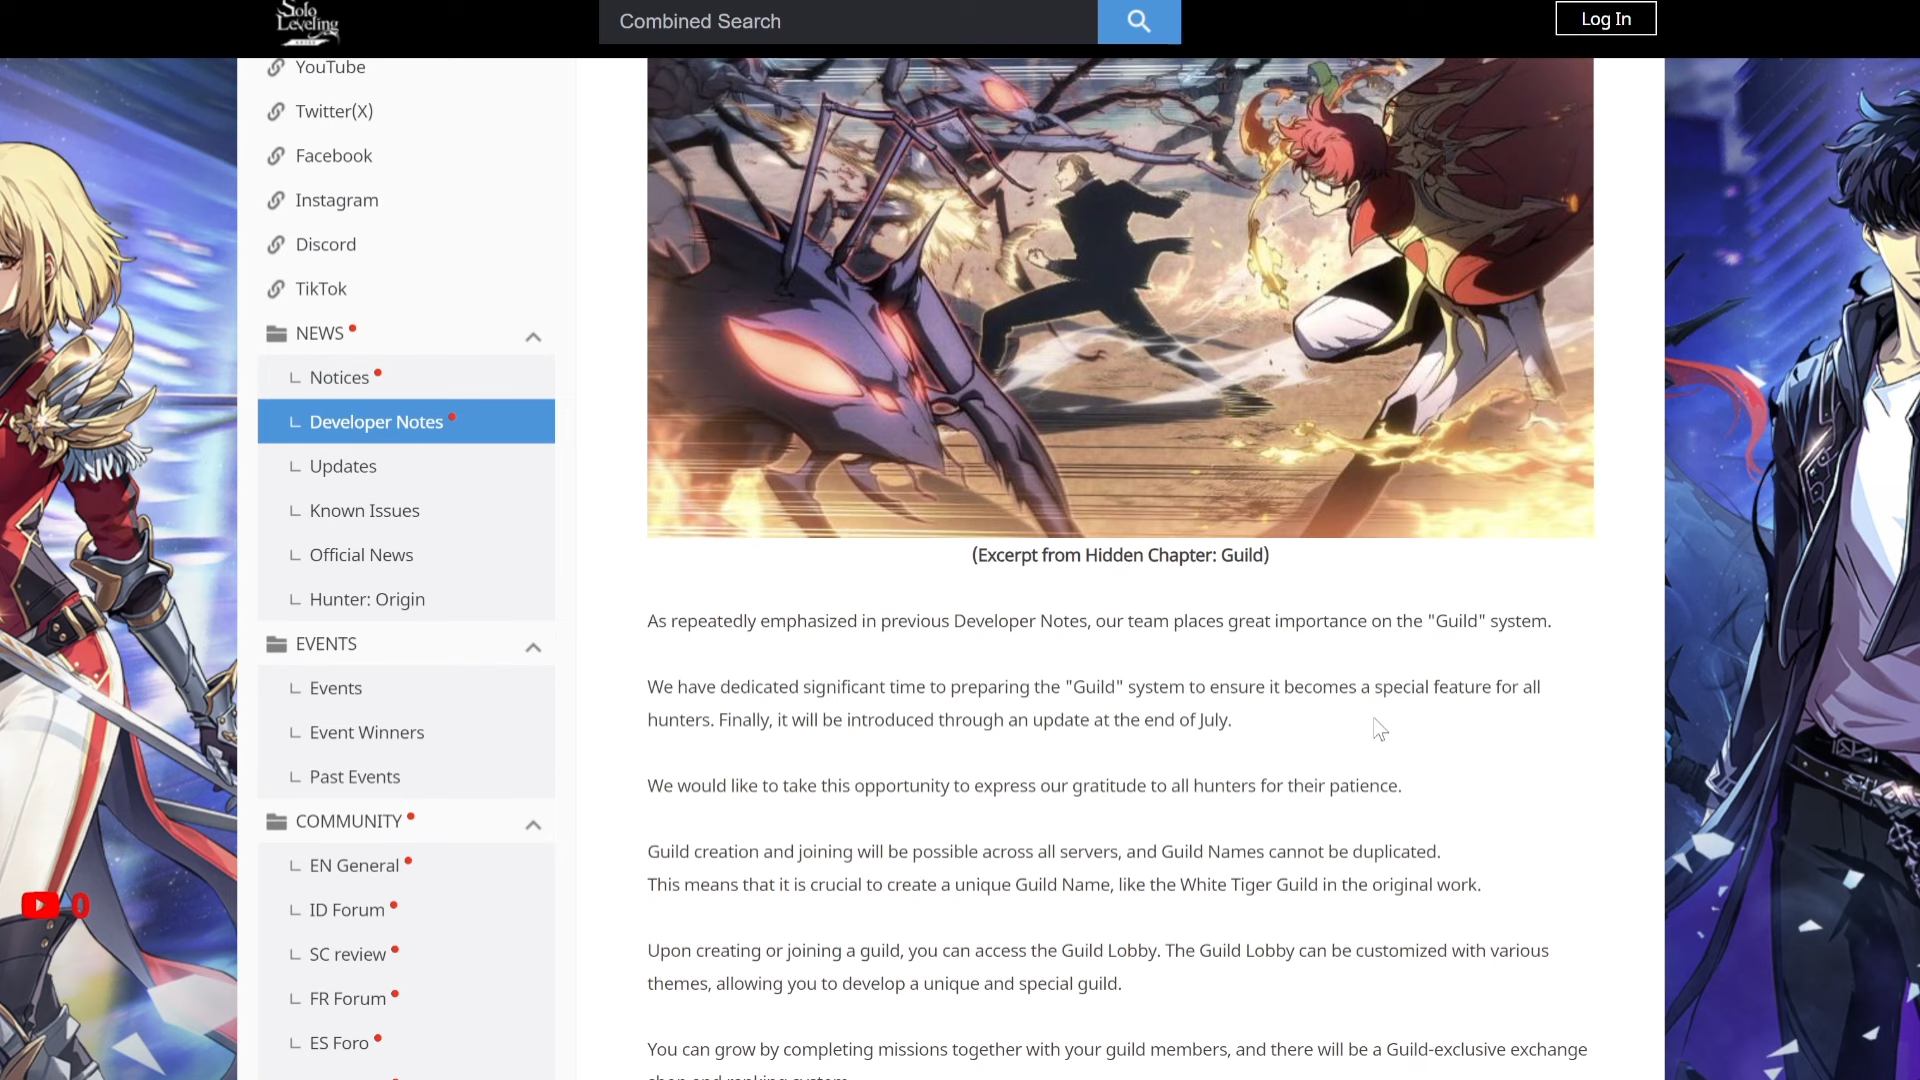 Solo
Leveling
Combined Search
Log In
YouTube
Twitter(X)
Facebook
Instagram
Discord
TikTok
NEWS
Notices
Developer Notes
Updates
Known Issues
Official News
Hunter: Origin
EVENTS
Events
Event Winners
Past Events
COMMUNITY
EN General
ID Forum
SC review
FR Forum
ES Foro
0
(Excerpt from Hidden Chapter: Guild)
As repeatedly emphasized in previous Developer Notes, our team places great importance on the "Guild" system.
We have dedicated significant time to preparing the "Guild" system to ensure it becomes a special feature for all
hunters. Finally, it will be introduced through an update at the end of July.
We would like to take this opportunity to express our gratitude to all hunters for their patience.
Guild creation and joining will be possible across all servers, and Guild Names cannot be duplicated.
This means that it is crucial to create a unique Guild Name, like the White Tiger Guild in the original work.
Upon creating or joining a guild, you can access the Guild Lobby. The Guild Lobby can be customized with various
themes, allowing you to develop a unique and special guild.
You can grow by completing missions together with your guild members, and there will be a Guild-exclusive exchange